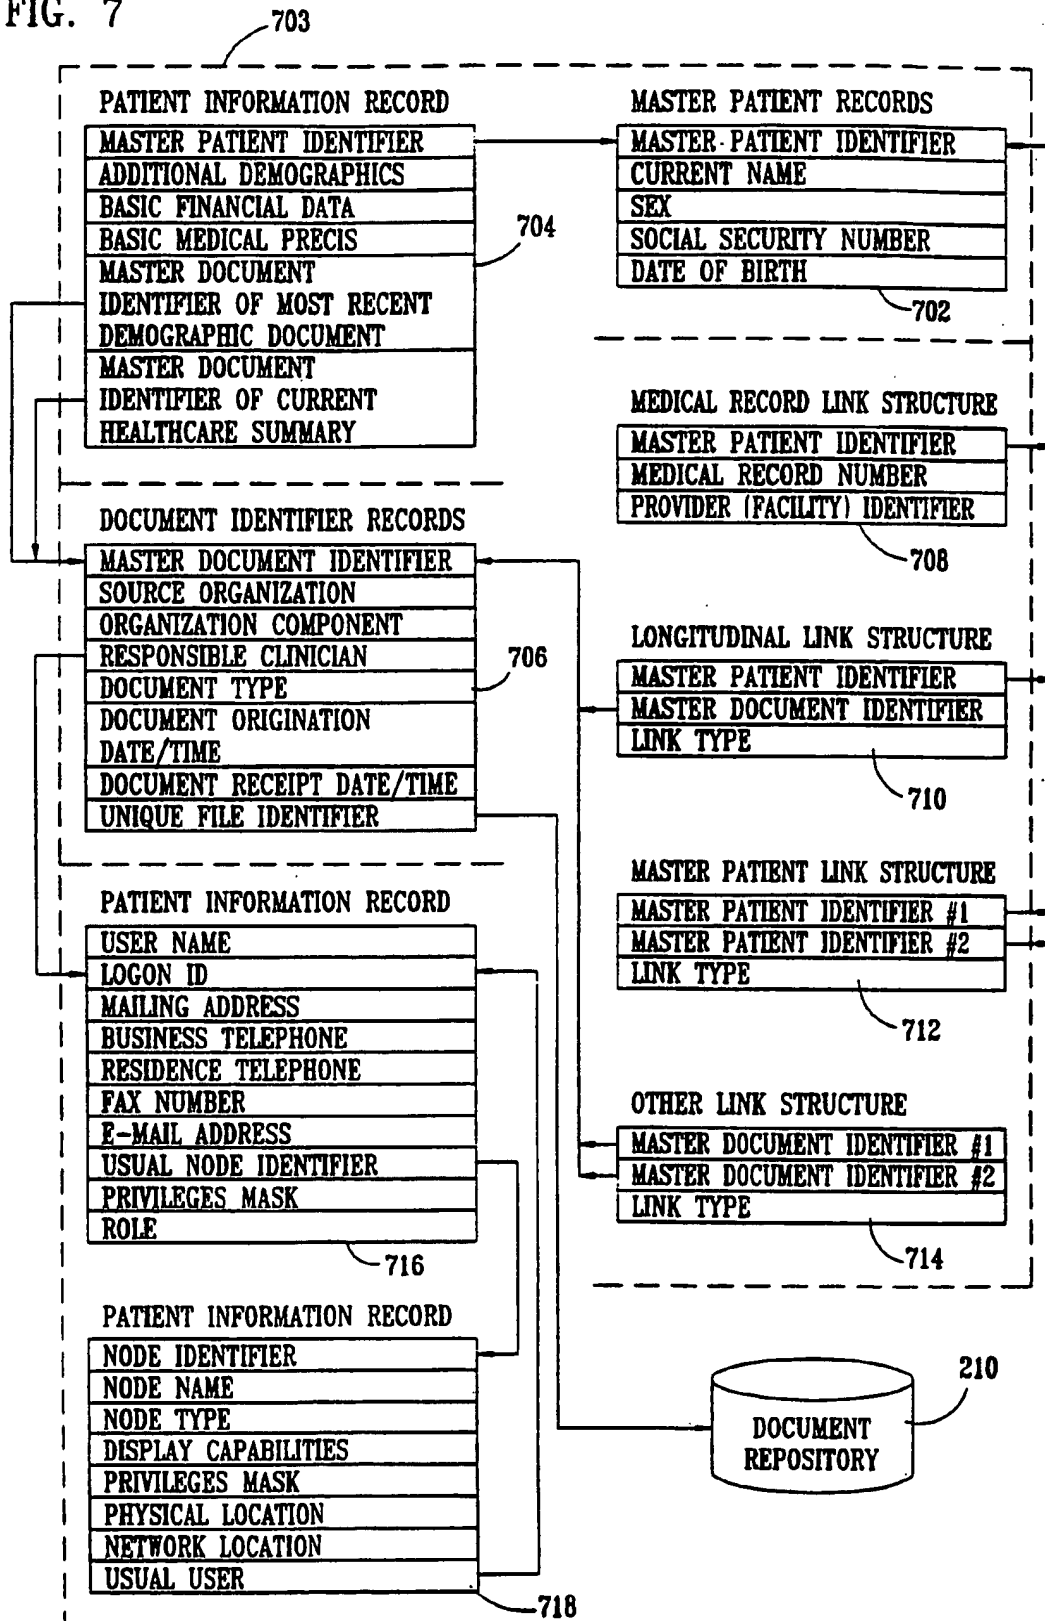 FIG. 7
703
PATIENT INFORMATION RECORD
MASTER PATIENT IDENTIFIER
ADDITIONAL DEMOGRAPHICS
BASIC FINANCIAL DATA
BASIC MEDICAL PRECIS
MASTER DOCUMENT
IDENTIFIER OF MOST RECENT
DEMOGRAPHIC DOCUMENT
MASTER DOCUMENT
IDENTIFIER OF CURRENT
HEALTHCARE SUMMARY
704
MASTER PATIENT RECORDS
MASTER PATIENT IDENTIFIER
CURRENT NAME
SEX
SOCIAL SECURITY NUMBER
DATE OF BIRTH
702
DOCUMENT IDENTIFIER RECORDS
MASTER DOCUMENT IDENTIFIER
SOURCE ORGANIZATION
ORGANIZATION COMPONENT
RESPONSIBLE CLINICIAN
DOCUMENT TYPE
DOCUMENT ORIGINATION
DATE/TIME
DOCUMENT RECEIPT DATE/TIME
UNIQUE FILE IDENTIFIER
706
MEDICAL RECORD LINK STRUCTURE
MASTER PATIENT IDENTIFIER
MEDICAL RECORD NUMBER
PROVIDER (FACILITY) IDENTIFIER
708
LONGITUDINAL LINK STRUCTURE
MASTER PATIENT IDENTIFIER
MASTER DOCUMENT IDENTIFIER
LINK TYPE
710
MASTER PATIENT LINK STRUCTURE
MASTER PATIENT IDENTIFIER #1
MASTER PATIENT IDENTIFIER #2
LINK TYPE
712
PATIENT INFORMATION RECORD
USER NAME
LOGON ID
MAILING ADDRESS
BUSINESS TELEPHONE
RESIDENCE TELEPHONE
FAX NUMBER
E-MAIL ADDRESS
USUAL NODE IDENTIFIER
PRIVILEGES MASK
ROLE
716
OTHER LINK STRUCTURE
MASTER DOCUMENT IDENTIFIER #1
MASTER DOCUMENT IDENTIFIER #2
LINK TYPE
714
PATIENT INFORMATION RECORD
NODE IDENTIFIER
NODE NAME
NODE TYPE
DISPLAY CAPABILITIES
PRIVILEGES MASK
PHYSICAL LOCATION
NETWORK LOCATION
USUAL USER
718
210
DOCUMENT
REPOSITORY